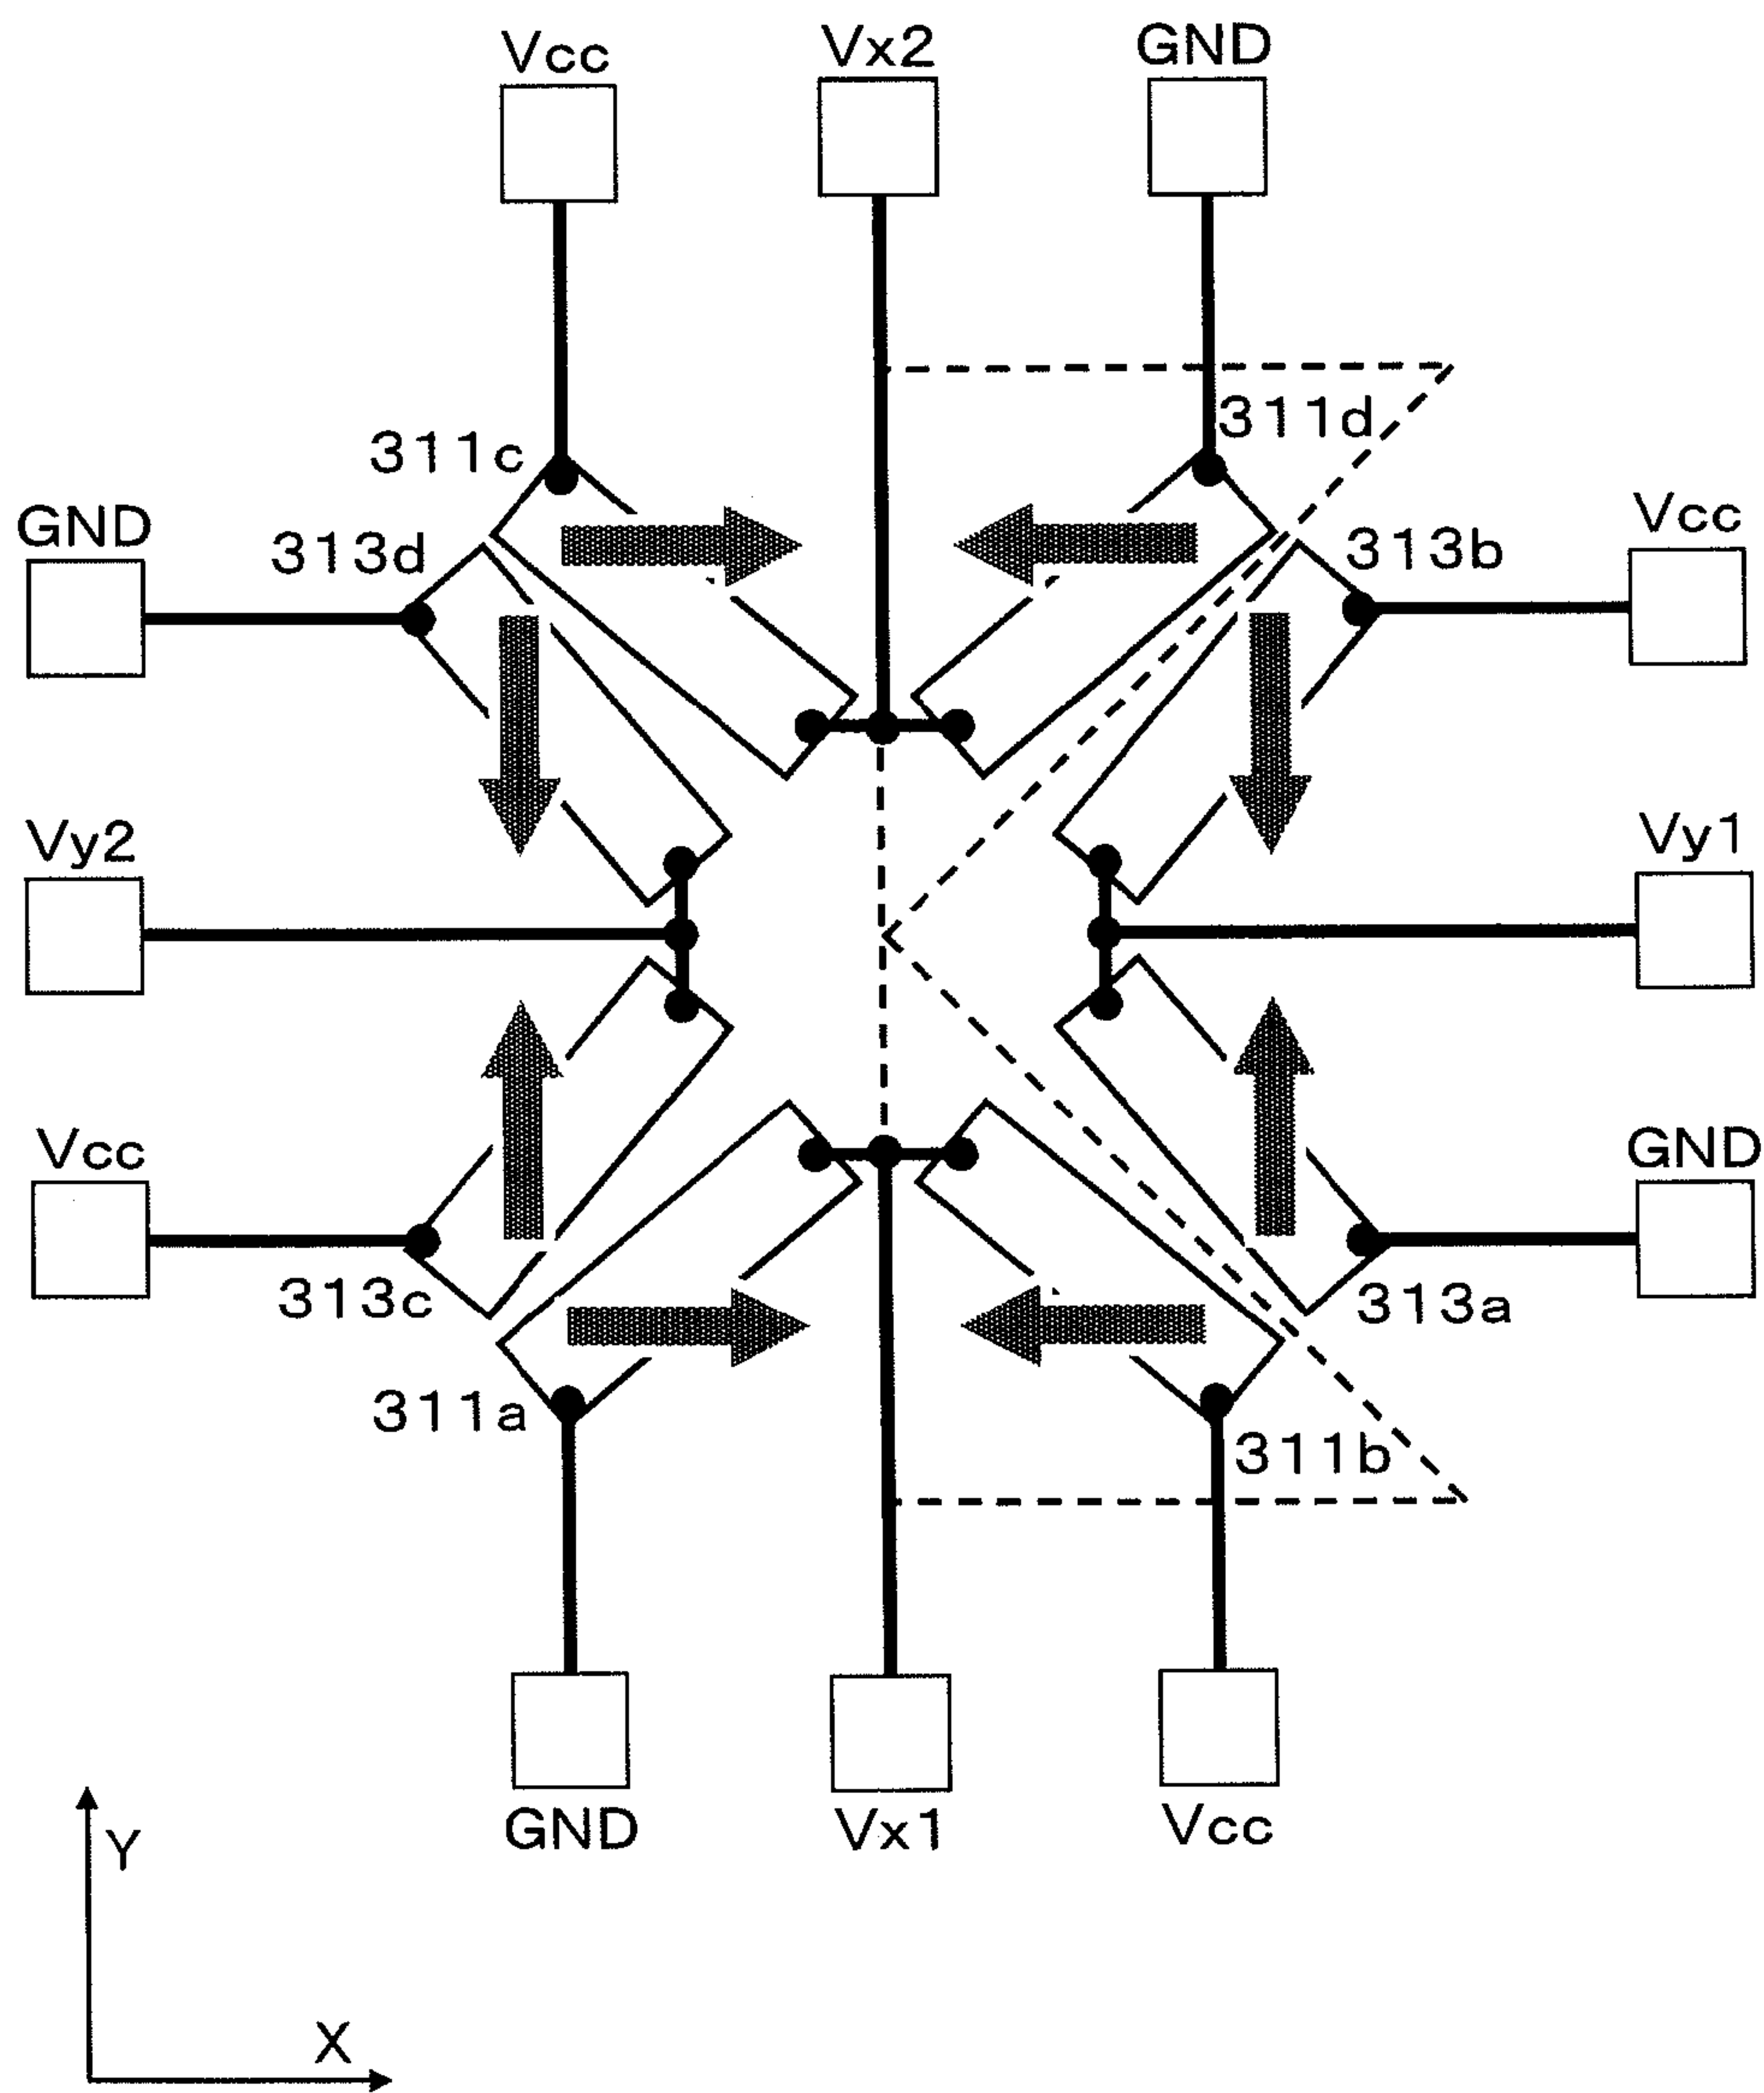 Vcc
Vx2
GND
311c
311d
GND
313d
313b
Vcc
Vy2
Vy1
Vcc
GND
313c
313a
311a
311b
GND
Vx1
Vcc
Y
X